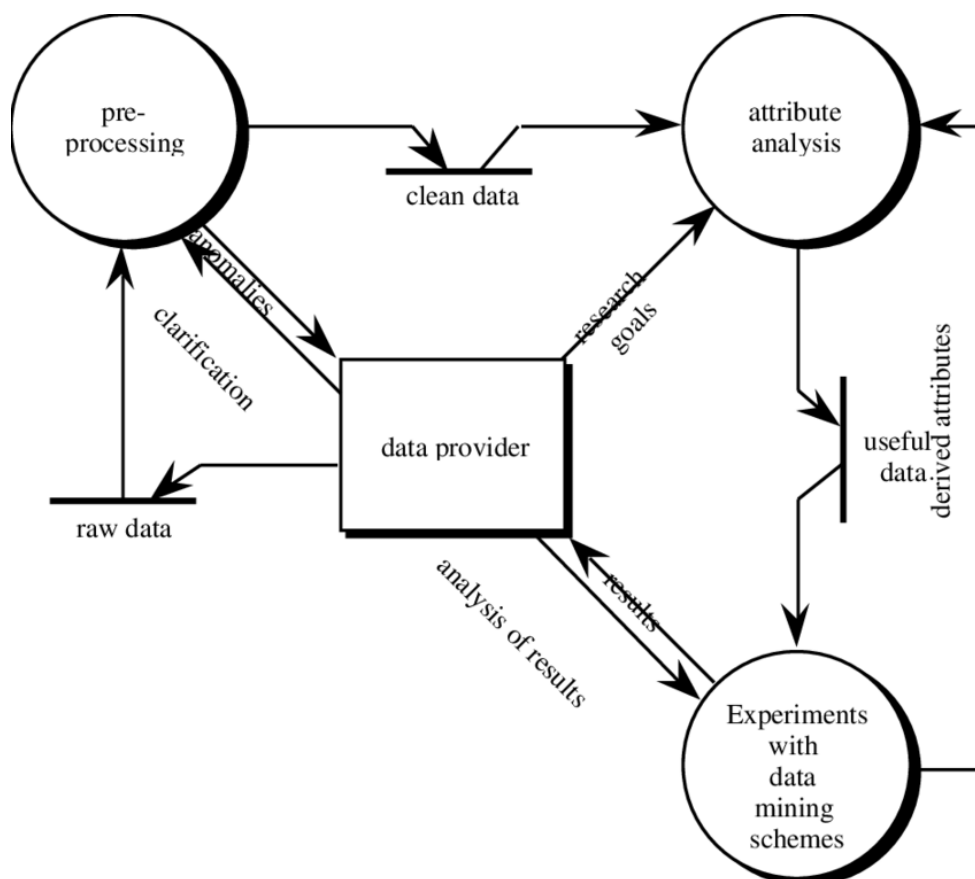 pre-
processing
attribute
analysis
clean data
anomalies
clarification
research
goals
data provider
useful
data
derived attributes
raw data
analysis of results
results
Experiments
with
data
mining
schemes